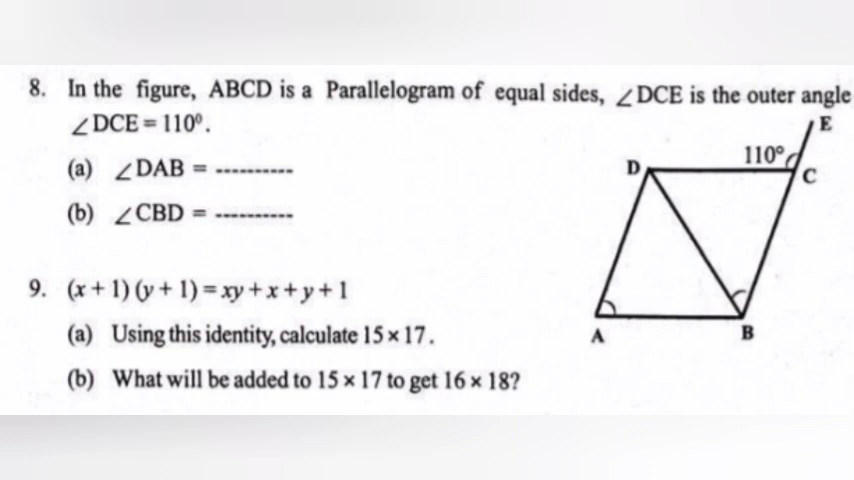 8. In the figure, ABCD is a Parallelogram of equal sides, ∠DCE is the outer angle
∠DCE = 110⁰.
(a) ∠DAB = ----------
(b) ∠CBD = ----------
E
110°
D
C
A
B
9. (x + 1) (y + 1) = xy + x + y + 1
(a) Using this identity, calculate 15 × 17.
(b) What will be added to 15 × 17 to get 16 × 18?